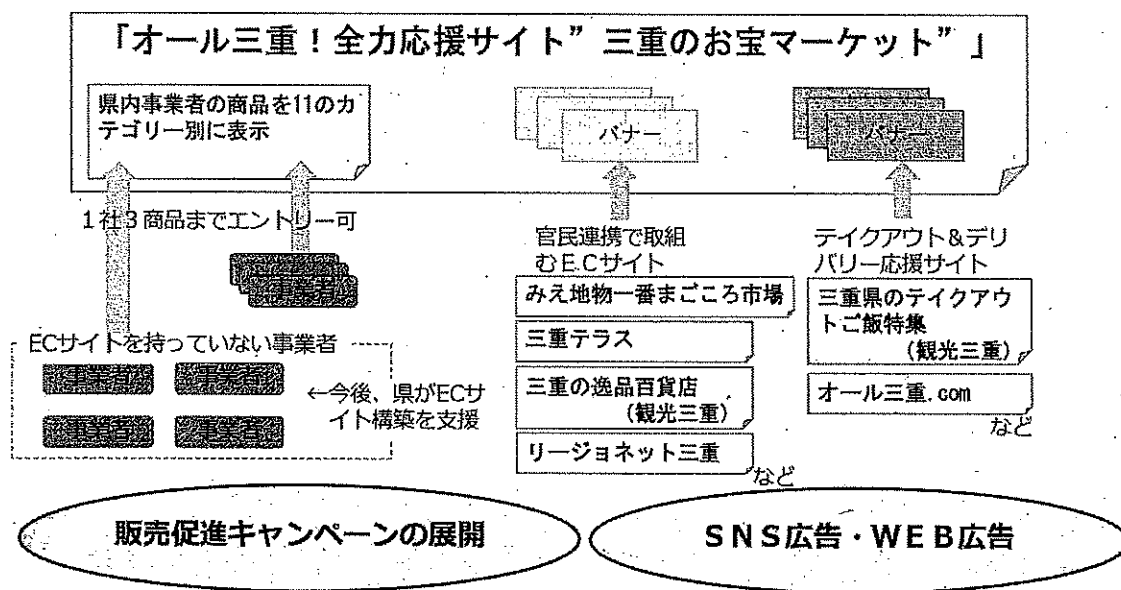 「オール三重！全力応援サイト”三重のお宝マーケット”」
県内事業者の商品を11のカ
テゴリー別に表示
バナー
バナー
1社3商品までエントリー可
事業者
官民連携で取組
むECサイト
みえ地物一番まごころ市場
三重テラス
三重の逸品百貨店
(観光三重)
リージョネット三重
など
テイクアウト＆デリ
バリー応援サイト
三重県のテイクアウ
トご飯特集
(観光三重)
オール三重.com
など
ECサイトを持っていない事業者
事業者
事業者
事業者
事業者
←今後、県がECサ
イト構築を支援
販売促進キャンペーンの展開
ＳＮＳ広告・ＷＥＢ広告